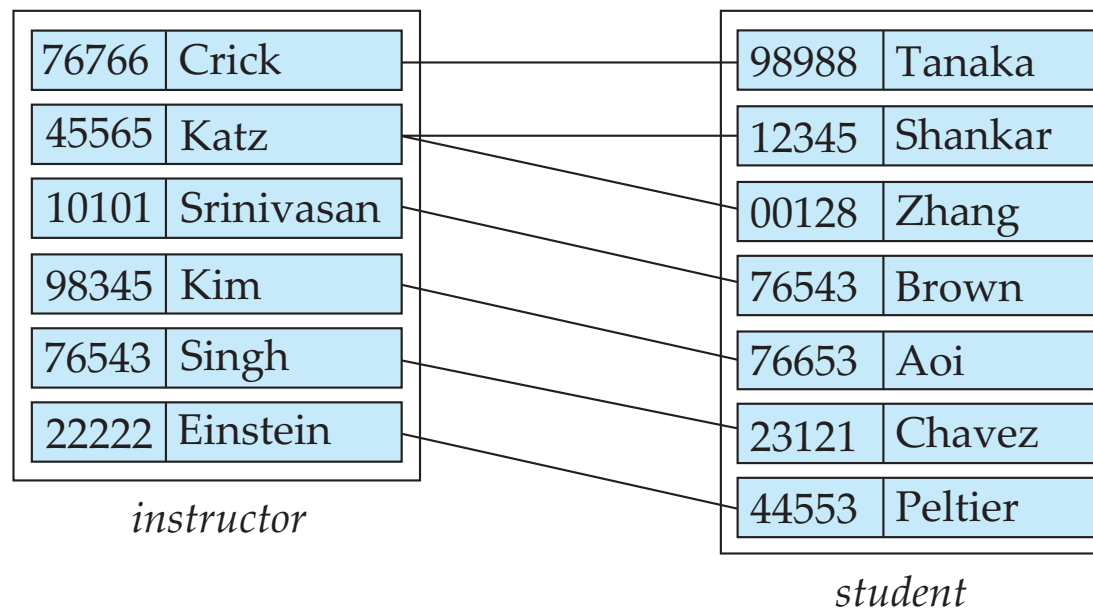 76766 Crick
45565 Katz
10101 Srinivasan
98345 Kim
76543 Singh
22222 Einstein
instructor
98988 Tanaka
12345 Shankar
00128 Zhang
76543 Brown
76653 Aoi
23121 Chavez
44553 Peltier
student